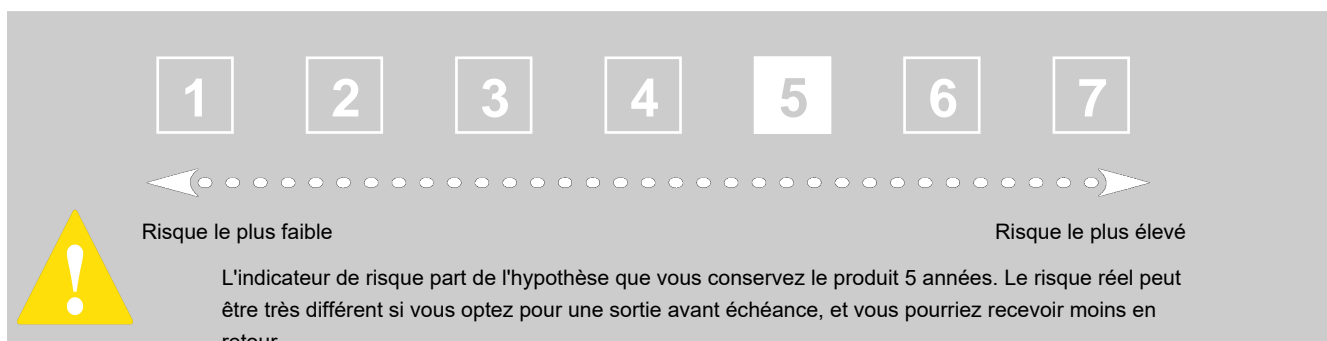 1 2 3 4 5 6 7
Risque le plus faible Risque le plus élevé
L'indicateur de risque part de l'hypothèse que vous conservez le produit 5 années. Le risque réel peut
être très différent si vous optez pour une sortie avant échéance, et vous pourriez recevoir moins en
retour.